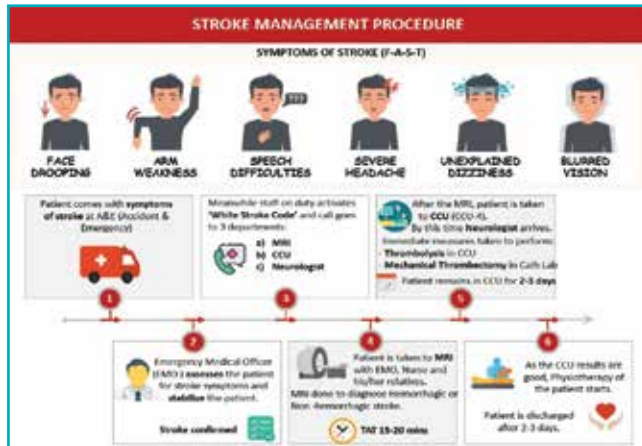 STROKE MANAGEMENT PROCEDURE
SYMPTOMS OF STROKE (F-A-S-T)
???
FACE
DROOPING
ARM
WEAKNESS
SPEECH
DIFFICULTIES
SEVERE
HEADACHE
UNEXPLAINED
DIZZINESS
BLURRED
VISION
Patient comes with symptoms
of stroke at A&E (Accident &
Emergency)
1
Emergency Medical Officer
(EMO) assesses the patient
for stroke symptoms and
stabilise the patient.
Stroke confirmed
2
Meanwhile staff on duty activates
'White Stroke Code' and call goes
to 3 departments:
a) MRI
b) CCU
c) Neurologist
3
Patient is taken to MRI
with EMO, Nurse and
his/her relatives.
MRI done to diagnose hemorrhagic or
Non-hemorrhagic stroke.
TAT 15-20 mins
4
After the MRI, patient is taken
to CCU
By this time Neurologist arrives.
Immediate measures taken to perform:
- Thrombolysis in CCU
- Mechanical Thrombectomy in Cath Lab
Patient remains in CCU for 2-3 days
5
As the CCU results are
good, Physiotherapy of
the patient starts.
Patient is discharged
after 2-3 days.
6